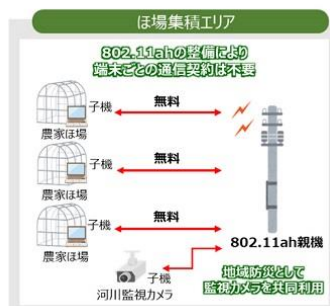 ほ場集積エリア
802.11ahの整備により
端末ごとの通信契約は不要
子機
無料
農家ほ場
子機
無料
農家ほ場
子機
無料
農家ほ場
802.11ah親機
子機
河川監視カメラ
地域防災として
監視カメラを共同利用